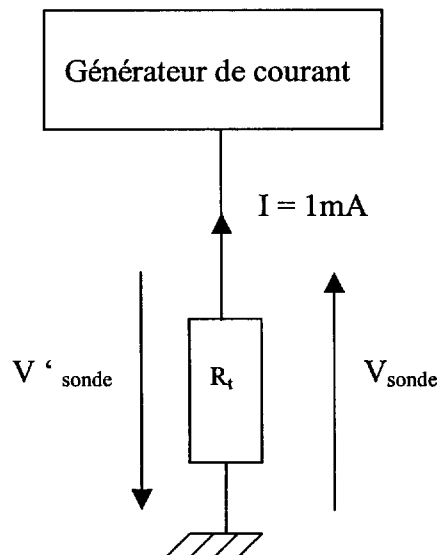 Générateur de courant
I = 1mA
V ‘ sonde
Rt
Vsonde